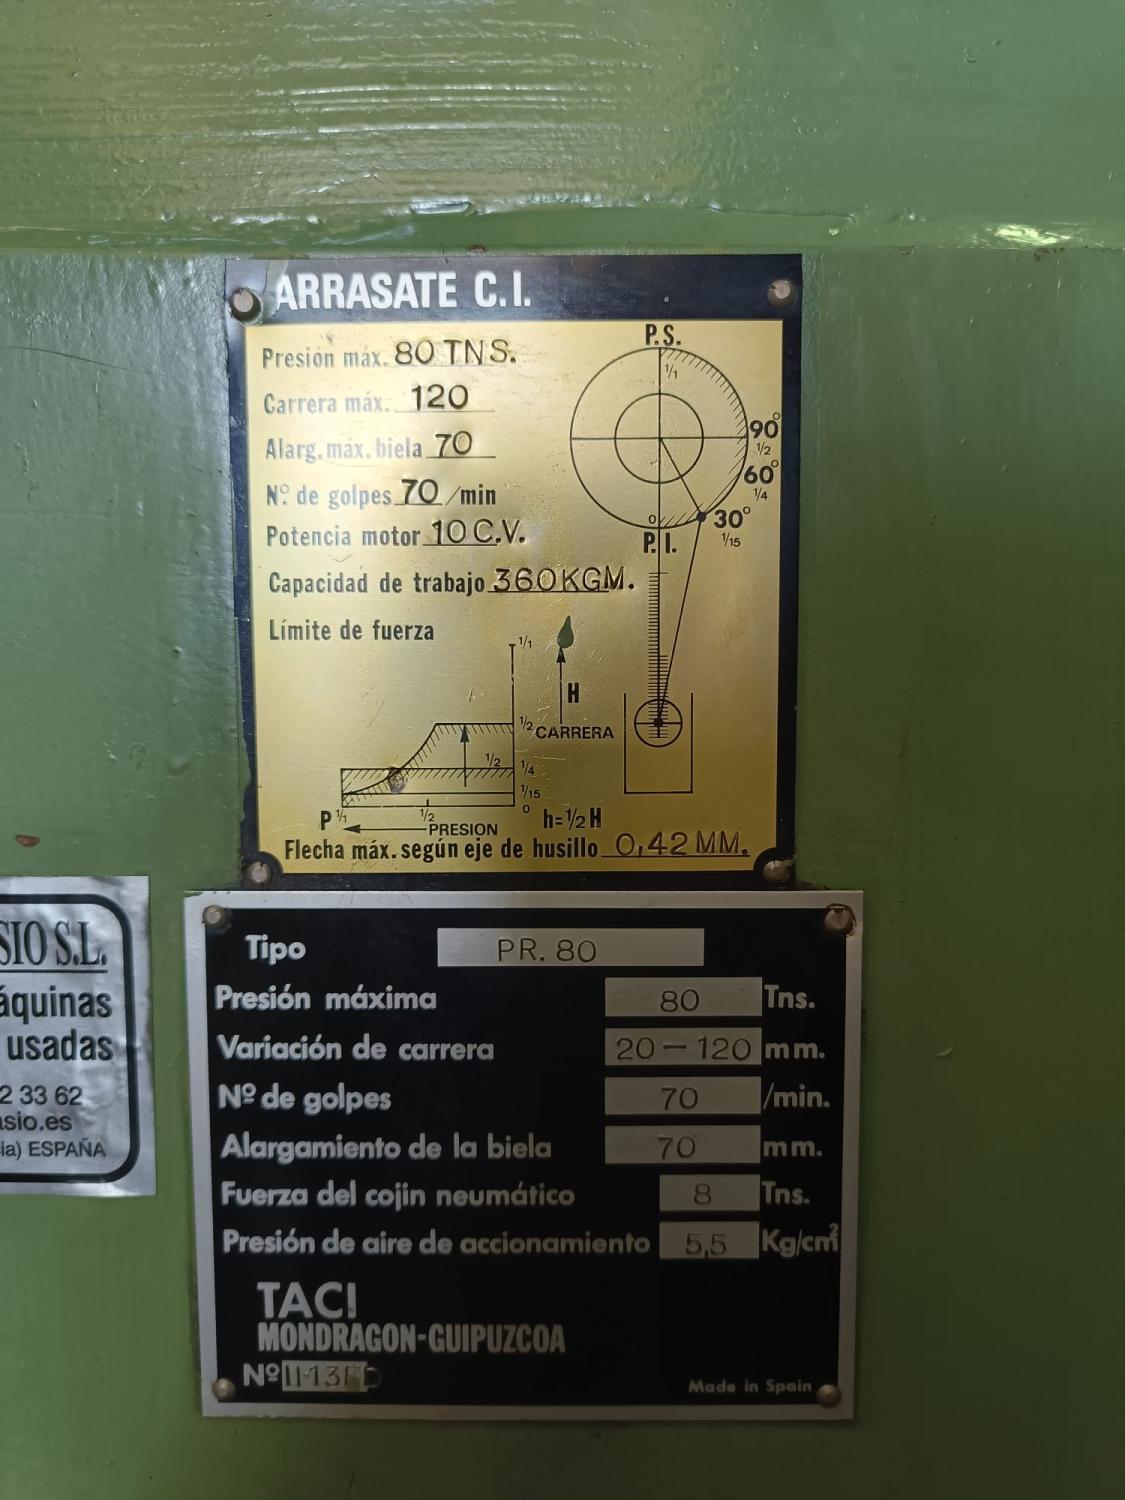 ARRASATE C.I.
Presión máx. 80 TNS.
Carrera máx. 120
Alarg. máx. biela 70
Nº de golpes 70 /min
Potencia motor 10 C.V.
Capacidad de trabajo 360KGM.
Límite de fuerza
P.S.
1/1
90°
1/2
60°
1/4
30°
1/15
0
P.I.
1/1
H
1/2 CARRERA
1/2 1/4
1/15
0
P 1/1
1/2
PRESION
h=1/2 H
Flecha máx. según eje de husillo 0,42 MM.
Tipo PR. 80
Presión máxima 80 Tns.
Variación de carrera 20-120 mm.
Nº de golpes 70 /min.
Alargamiento de la biela 70 mm.
Fuerza del cojin neumático 8 Tns.
Presión de aire de accionamiento 5,5 Kg/cm²
TACI
MONDRAGON-GUIPUZCOA
Nº
Made in Spain
SIO S.L.
áquinas
usadas
2 33 62
sio.es
ia) ESPAÑA